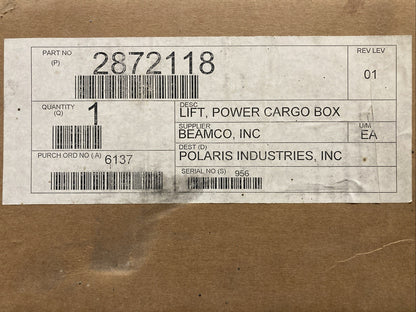 PART NO
(P)
2872118
REV LEV
01
QUANTITY
(Q)
1
DESC
LIFT, POWER CARGO BOX
SUPPLIER
BEAMCO, INC
U/M
EA
PURCH ORD NO (A) 6137
DEST (D)
POLARIS INDUSTRIES, INC
SERIAL NO (S) 956